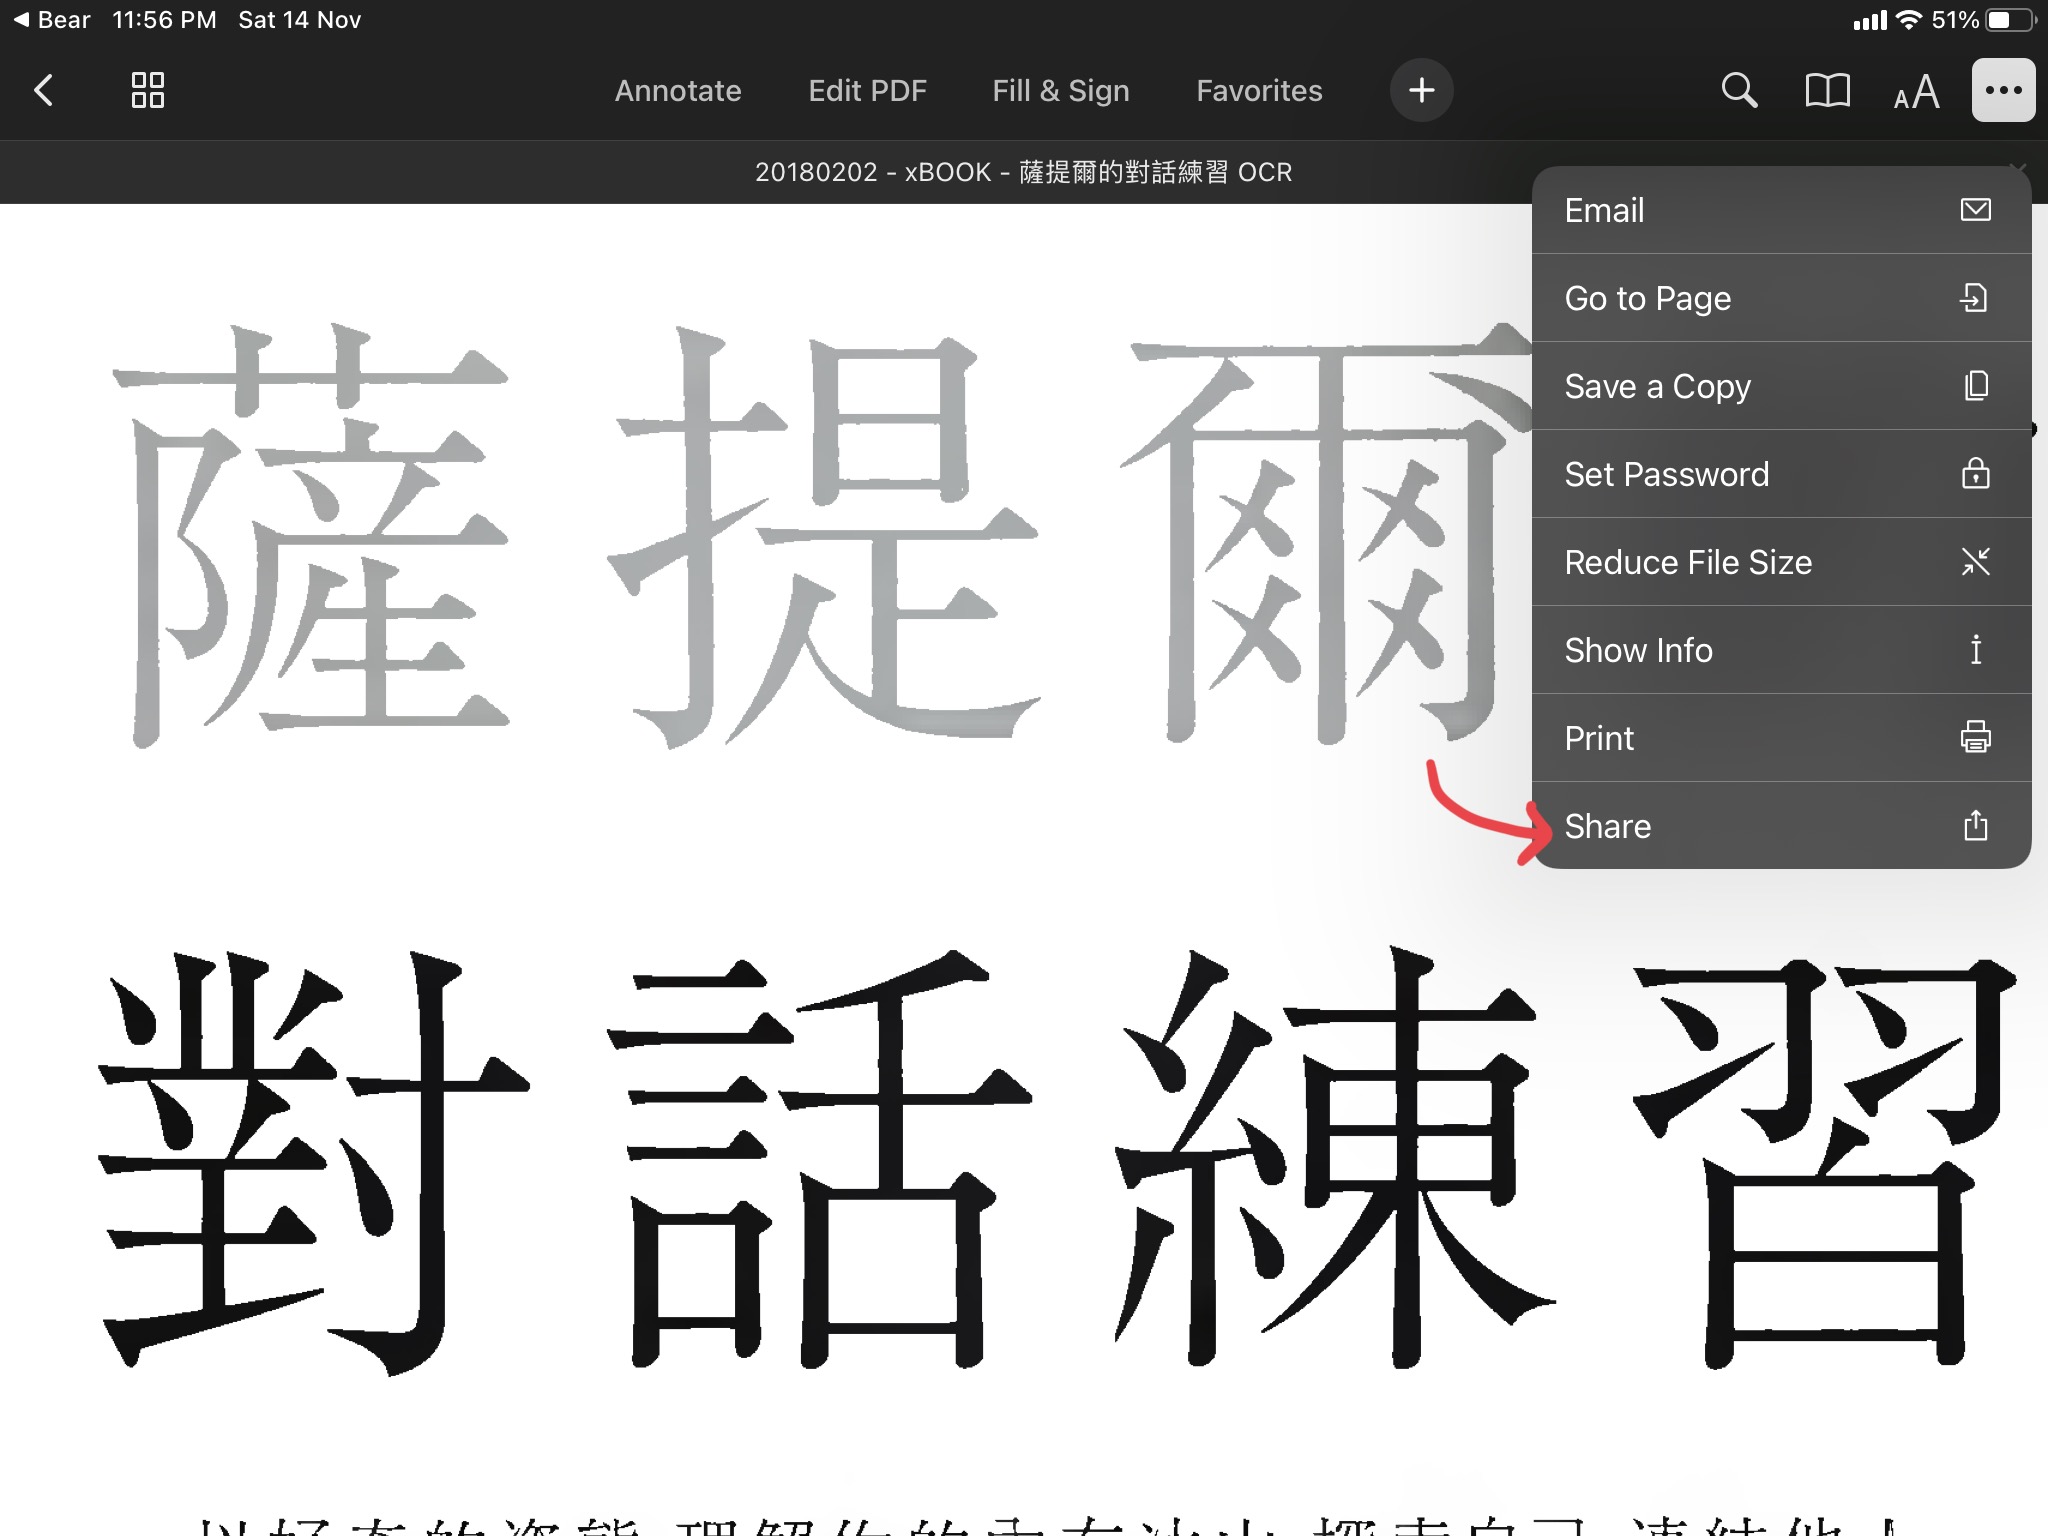 Bear 11:56 PM Sat 14 Nov 51%
Annotate Edit PDF Fill & Sign Favorites AA
20180202 - xBOOK - 薩提爾的對話練習 OCR
Email
Go to Page
Save a Copy
Set Password
Reduce File Size
Show Info
Print
Share
薩提爾
對話練習